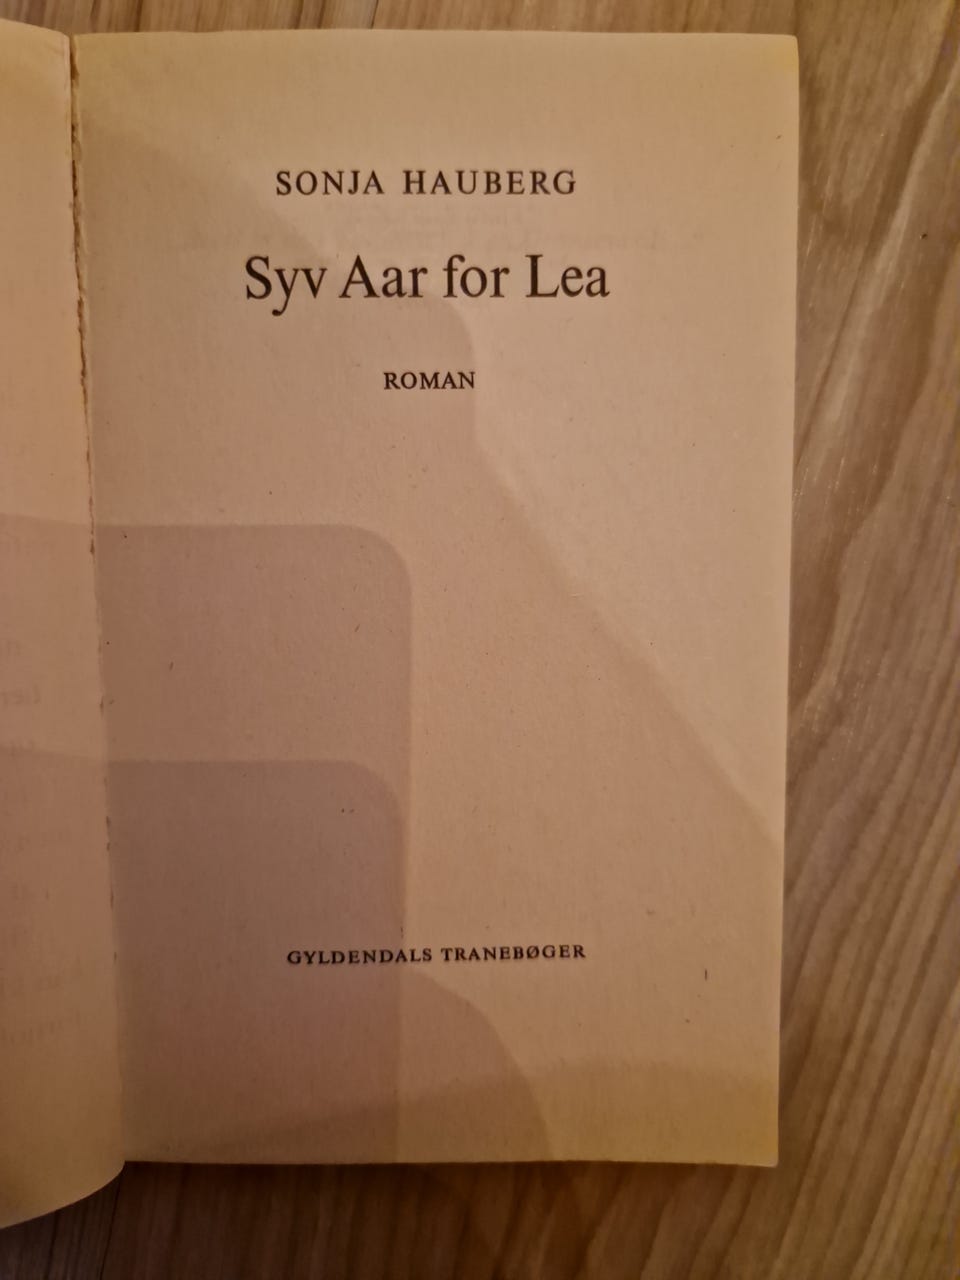 SONJA HAUBERG
Syv Aar for Lea
ROMAN
GYLDENDALS TRANEBØGER